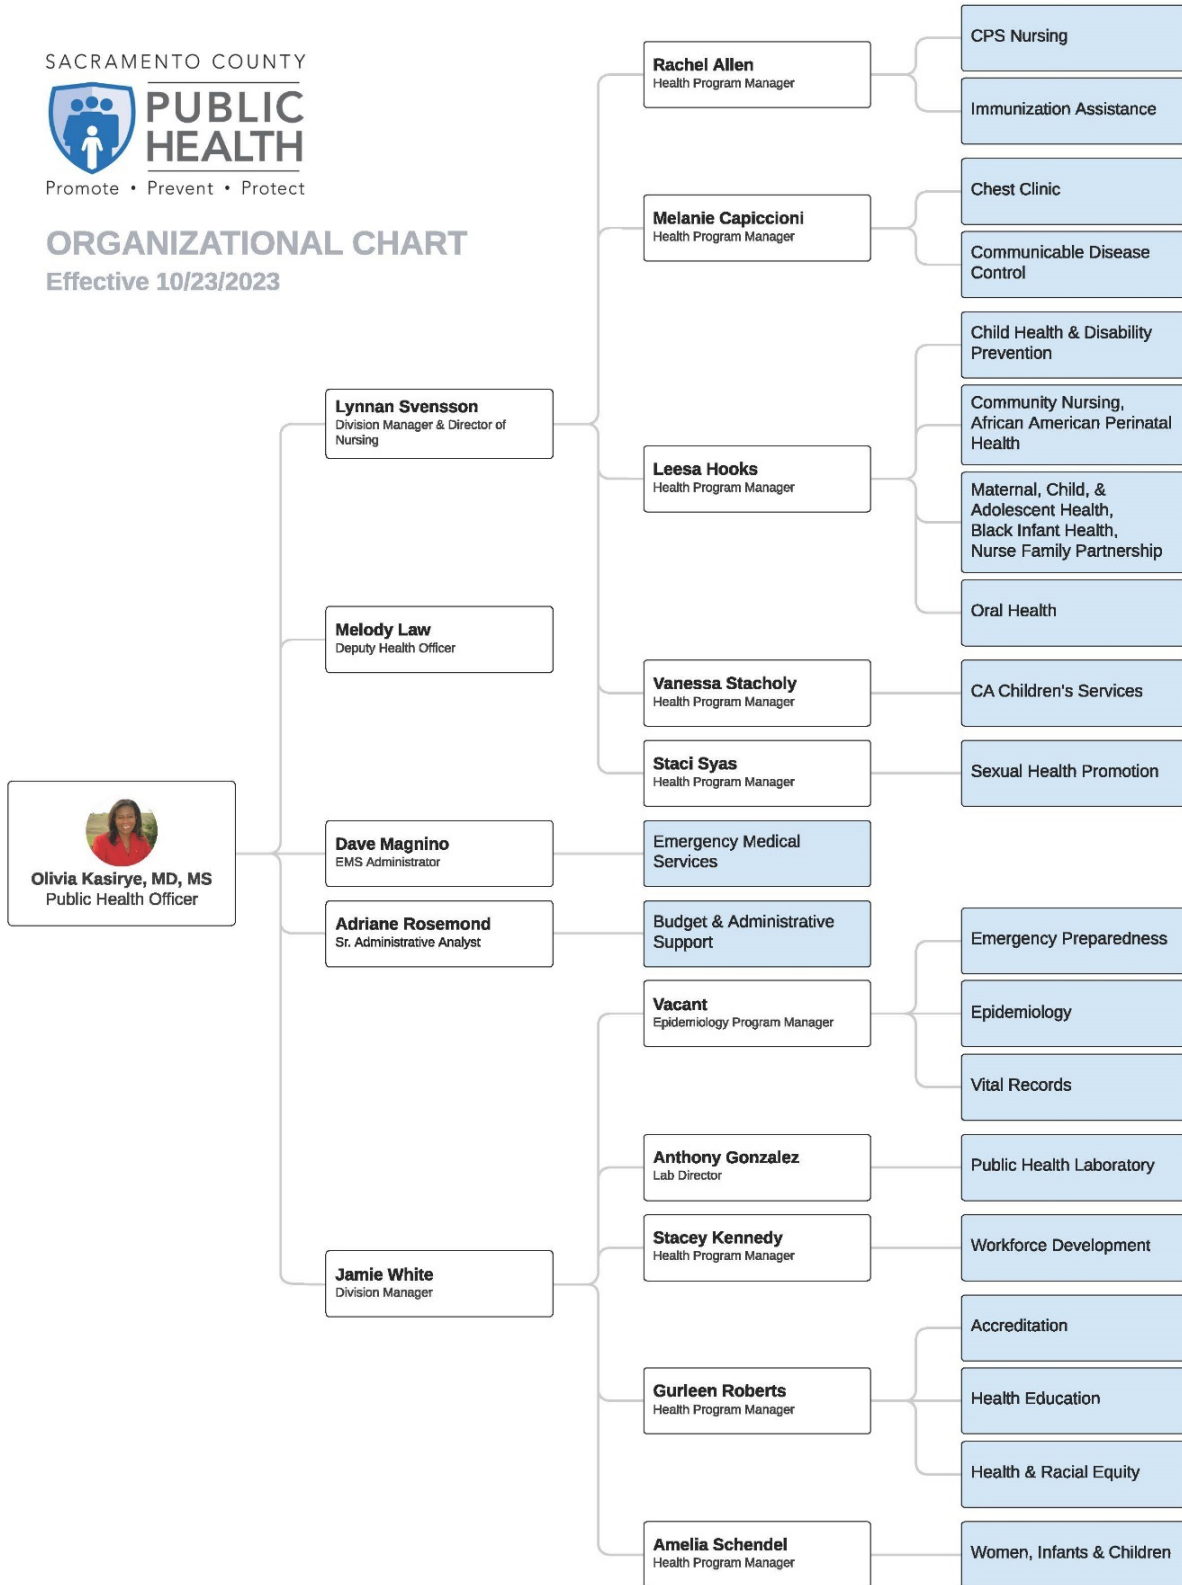 SACRAMENTO COUNTY
PUBLIC
HEALTH
Promote • Prevent • Protect
ORGANIZATIONAL CHART
Effective 10/23/2023
Olivia Kasirye, MD, MS
Public Health Officer
Lynnan Svensson
Division Manager & Director of
Nursing
Rachel Allen
Health Program Manager
CPS Nursing
Immunization Assistance
Melanie Capiccioni
Health Program Manager
Chest Clinic
Communicable Disease
Control
Leesa Hooks
Health Program Manager
Child Health & Disability
Prevention
Community Nursing,
African American Perinatal
Health
Maternal, Child, &
Adolescent Health,
Black Infant Health,
Nurse Family Partnership
Oral Health
Vanessa Stacholy
Health Program Manager
CA Children's Services
Staci Syas
Health Program Manager
Sexual Health Promotion
Melody Law
Deputy Health Officer
Dave Magnino
EMS Administrator
Emergency Medical
Services
Adriane Rosemond
Sr. Administrative Analyst
Budget & Administrative
Support
Jamie White
Division Manager
Vacant
Epidemiology Program Manager
Emergency Preparedness
Epidemiology
Vital Records
Anthony Gonzalez
Lab Director
Public Health Laboratory
Stacey Kennedy
Health Program Manager
Workforce Development
Gurleen Roberts
Health Program Manager
Accreditation
Health Education
Health & Racial Equity
Amelia Schendel
Health Program Manager
Women, Infants & Children